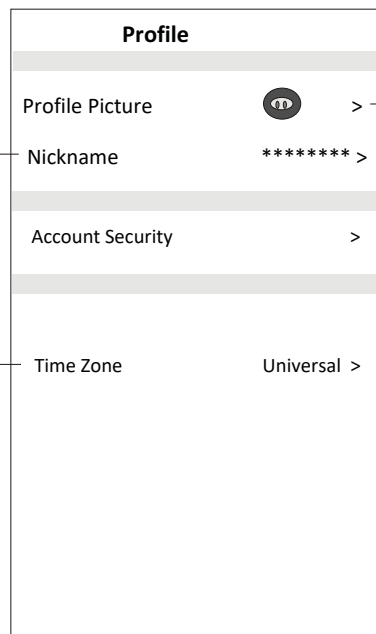 Profile
Profile Picture >
Nickname ******** >
Account Security >
Time Zone Universal >